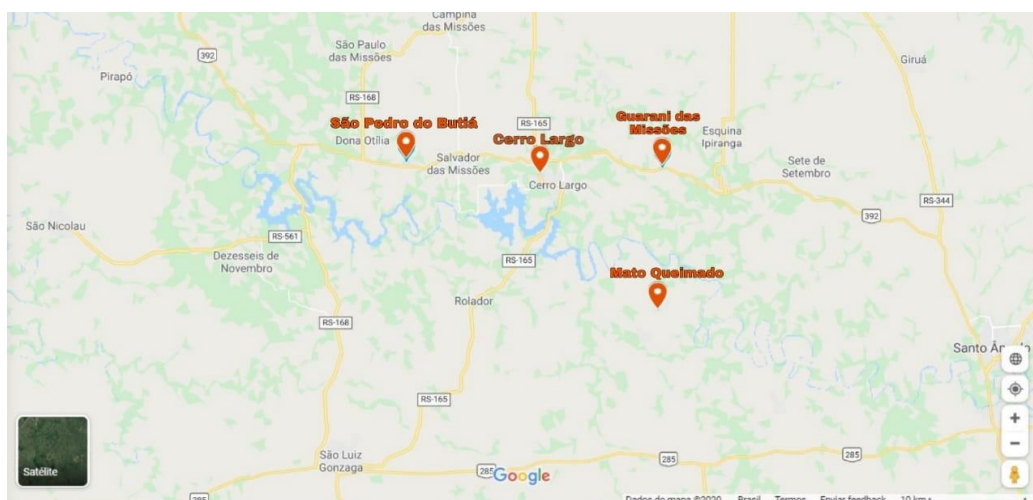 Campina
das Missões
392
São Paulo
das Missões
Giruá
Pirapó
RS-168
RS-165
São Pedro do Butiá
Cerro Largo
Guarani das
Missões
Esquina
Ipiranga
Dona Otília
Salvador
das Missões
Cerro Largo
Sete de
Setembro
RS-344
392
São Nicolau
RS-561
Dezesseis de
Novembro
RS-165
Mato Queimado
Rolador
RS-168
Santo Ân
RS-165
São Luiz
Gonzaga
285
285
285
285
Satélite
Google
Dados do mapa ©2020 Brasil Termos Enviar feedback 10 km